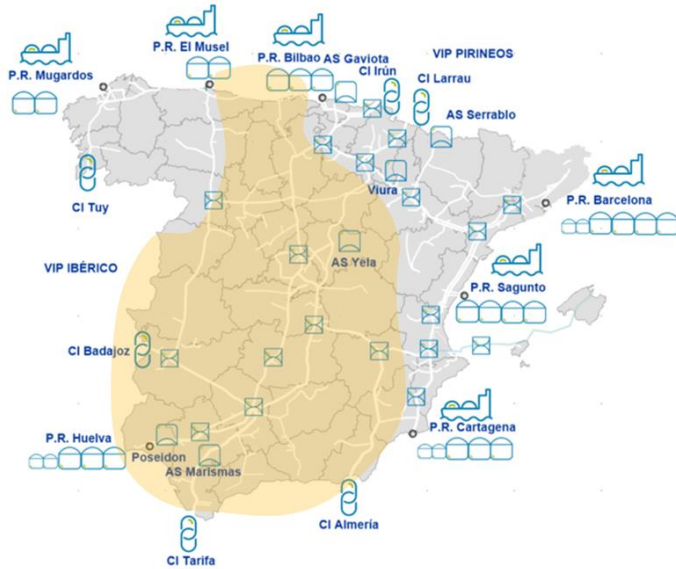 P.R. El Musel
P.R. Bilbao
AS Gaviota
VIP PIRINEOS
P.R. Mugardos
CI Irún
CI Larrau
AS Serrablo
Viura
CI Tuy
P.R. Barcelona
AS Yela
VIP IBÉRICO
P.R. Sagunto
CI Badajoz
P.R. Cartagena
P.R. Huelva
Poseidon
AS Marismas
CI Almería
CI Tarifa